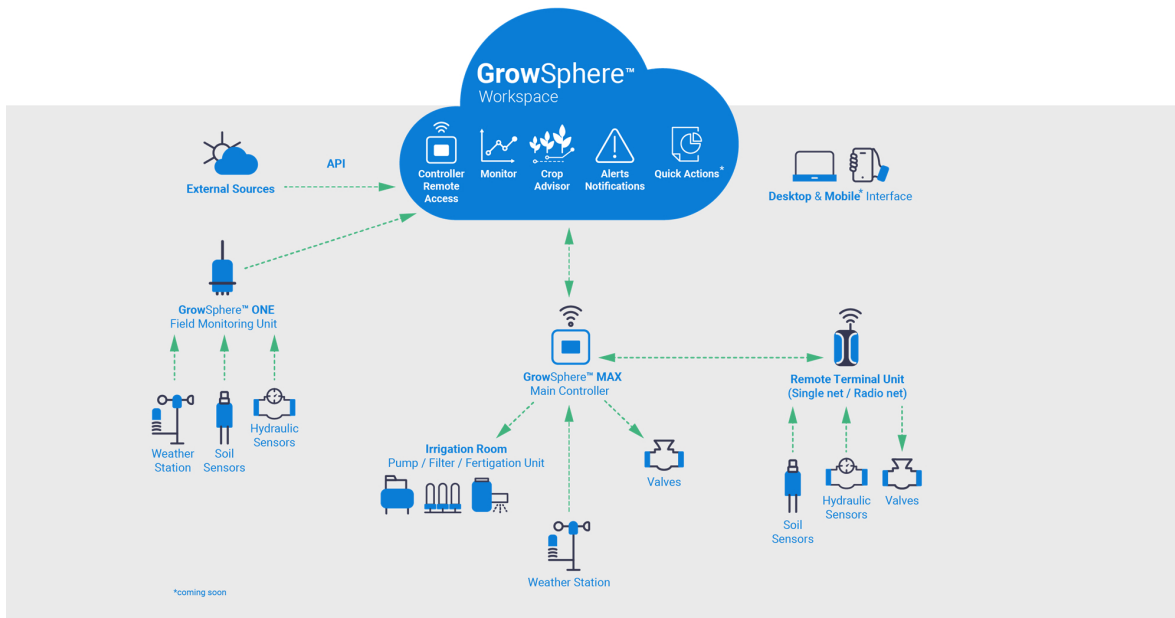 GrowSphere™
Workspace
Controller
Remote
Access
Monitor
Crop
Advisor
Alerts
Notifications
Quick Actions*
External Sources
API
Desktop & Mobile* Interface
GrowSphere™ ONE
Field Monitoring Unit
Weather
Station
Soil
Sensors
Hydraulic
Sensors
GrowSphere™ MAX
Main Controller
Remote Terminal Unit
(Single net / Radio net)
Irrigation Room
Pump / Filter / Fertigation Unit
Valves
Weather Station
Soil
Sensors
Hydraulic
Sensors
Valves
*coming soon